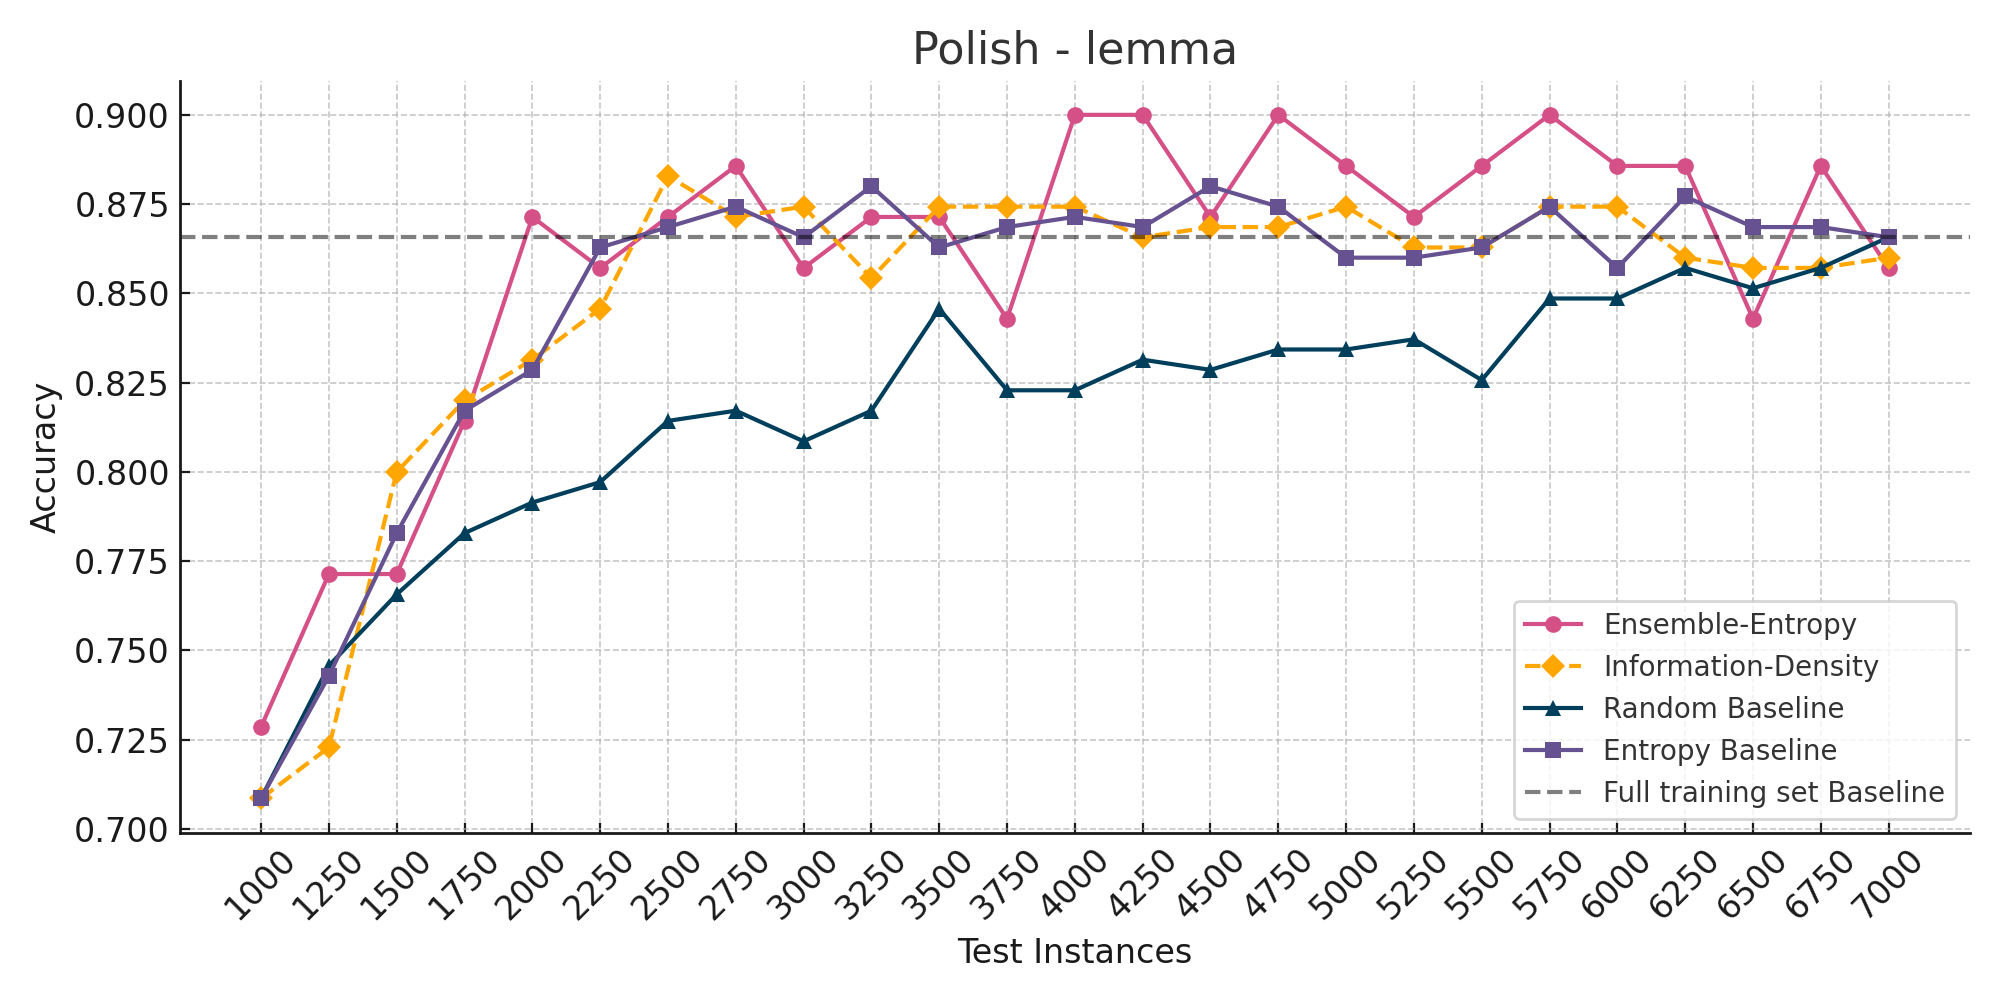 Polish - lemma
0.900
0.875
0.850
0.825
0.800
0.775
0.750
0.725
0.700
Accuracy
Ensemble-Entropy
Information-Density
Random Baseline
Entropy Baseline
Full training set Baseline
1000 1250 1500 1750 2000 2250 2500 2750 3000 3250 3500 3750 4000 4250 4500 4750 5000 5250 5500 5750 6000 6250 6500 6750 7000
Test Instances